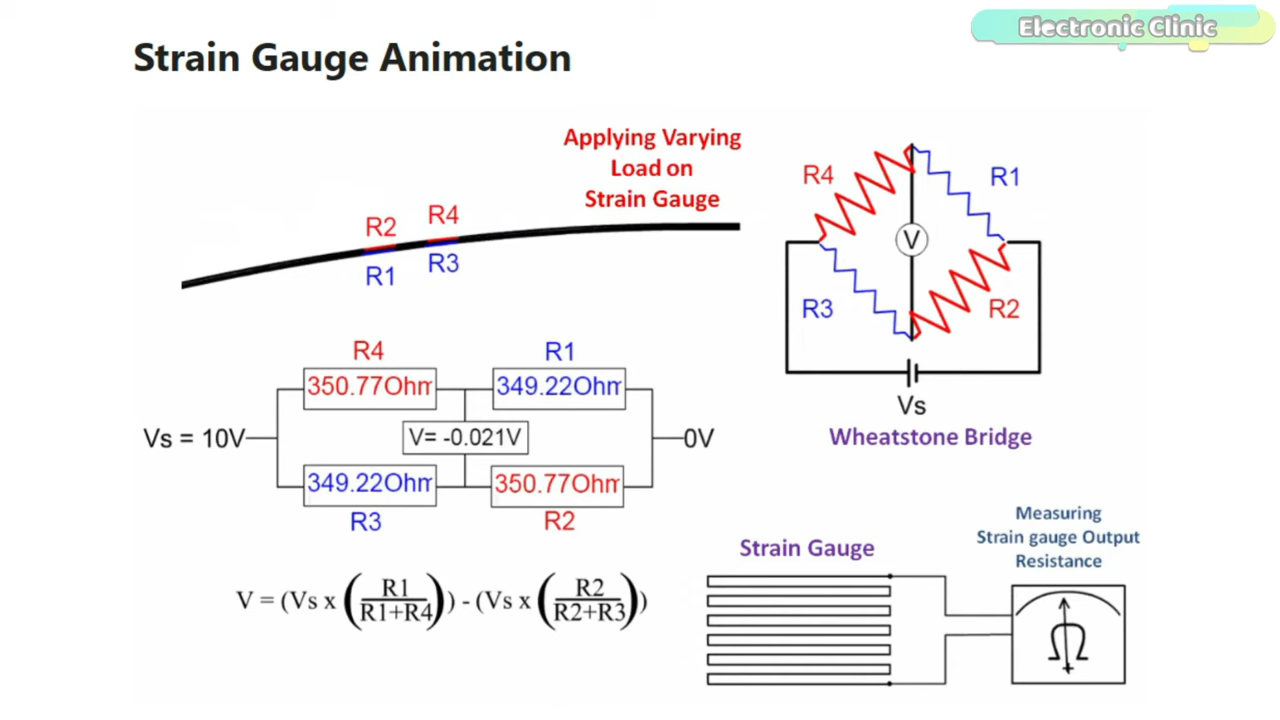 Electronic Clinic
Strain Gauge Animation
Applying Varying
Load on
Strain Gauge
R2
R4
R1
R3
R4
R1
R3
R2
V
Vs
Wheatstone Bridge
R4
R1
350.77Ohm
349.22Ohm
Vs = 10V
V= -0.021V
0V
349.22Ohm
350.77Ohm
R3
R2
V = (Vs x (R1/R1+R4)) - (Vs x (R2/R2+R3))
Strain Gauge
Measuring
Strain gauge Output
Resistance
Ω